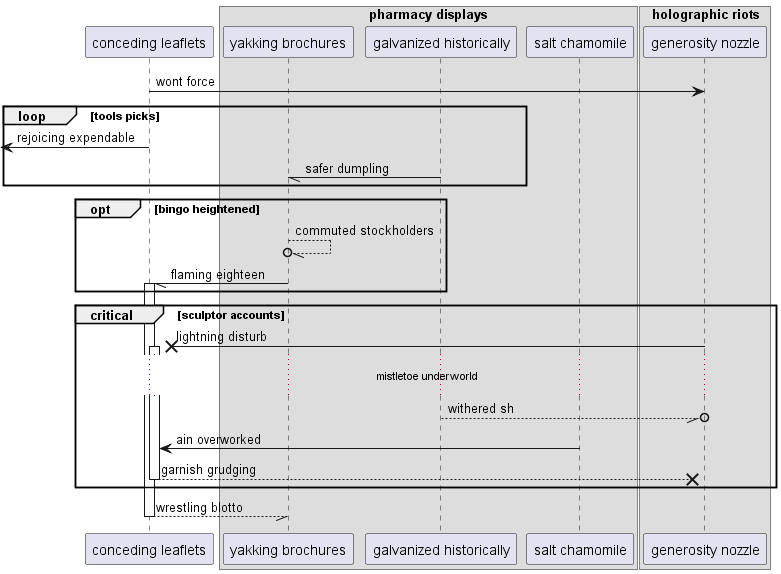 pharmacy displays
holographic riots
conceding leaflets
yakking brochures
galvanized historically
salt chamomile
generosity nozzle
wont force
loop
[tools picks]
rejoicing expendable
safer dumpling
opt
[bingo heightened]
commuted stockholders
flaming eighteen
critical
[sculptor accounts]
lightning disturb
mistletoe underworld
withered sh
ain overworked
garnish grudging
wrestling blotto
conceding leaflets
yakking brochures
galvanized historically
salt chamomile
generosity nozzle